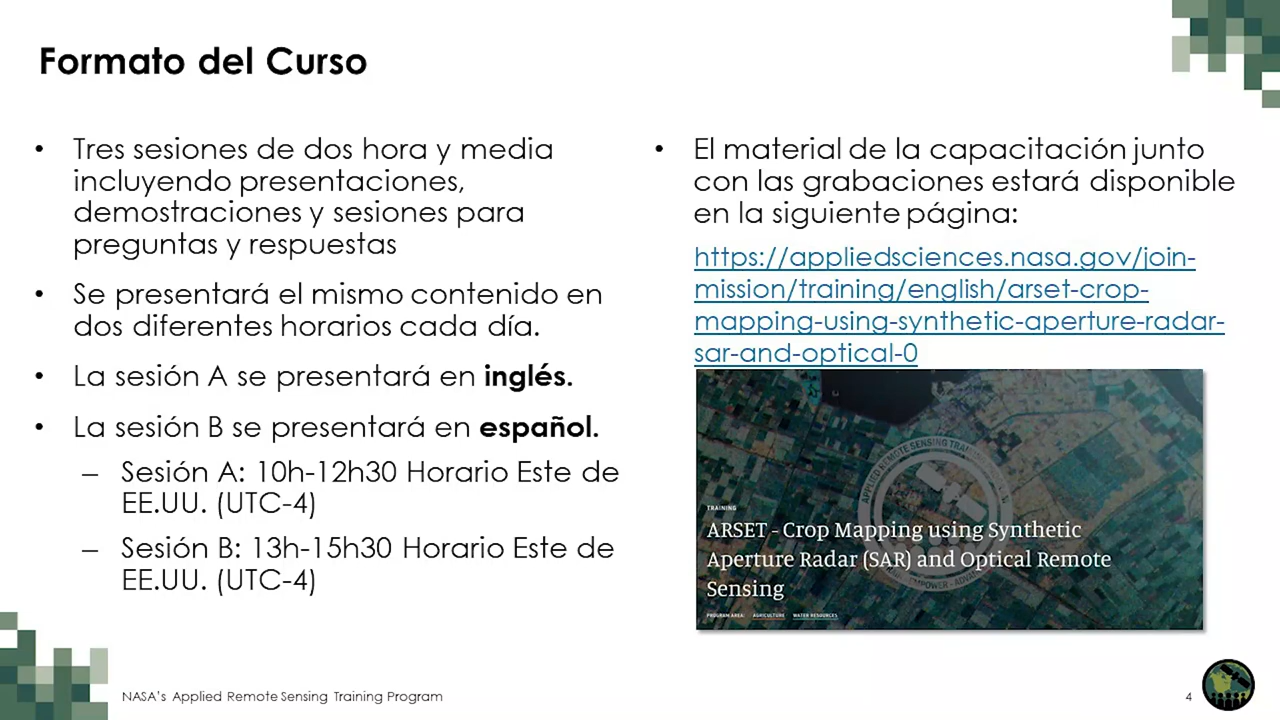 Formato del Curso
• Tres sesiones de dos hora y media
incluyendo presentaciones,
demostraciones y sesiones para
preguntas y respuestas
• Se presentará el mismo contenido en
dos diferentes horarios cada día.
• La sesión A se presentará en inglés.
• La sesión B se presentará en español.
– Sesión A: 10h-12h30 Horario Este de
EE.UU. (UTC-4)
– Sesión B: 13h-15h30 Horario Este de
EE.UU. (UTC-4)
• El material de la capacitación junto
con las grabaciones estará disponible
en la siguiente página:
https://appliedsciences.nasa.gov/join-
mission/training/english/arset-crop-
mapping-using-synthetic-aperture-radar-
sar-and-optical-0
APPLIED REMOTE SENSING TRAIN
TRAINING
ARSET - Crop Mapping using Synthetic
Aperture Radar (SAR) and Optical Remote
Sensing
PROGRAM AREA: AGRICULTURE WATER RESOURCES
NASA's Applied Remote Sensing Training Program
4